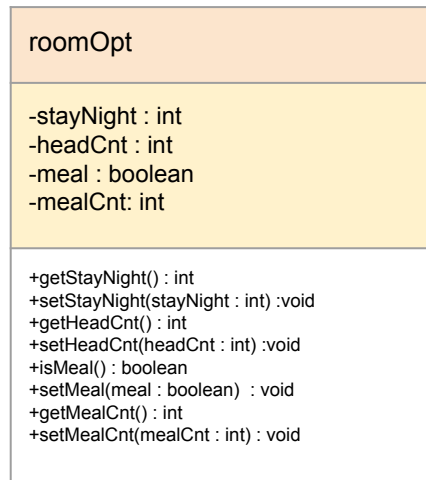 roomOpt
-stayNight : int
-headCnt : int
-meal : boolean
-mealCnt: int
+getStayNight() : int
+setStayNight(stayNight : int) :void
+getHeadCnt() : int
+setHeadCnt(headCnt : int) :void
+isMeal() : boolean
+setMeal(meal : boolean)  : void
+getMealCnt() : int
+setMealCnt(mealCnt : int) : void